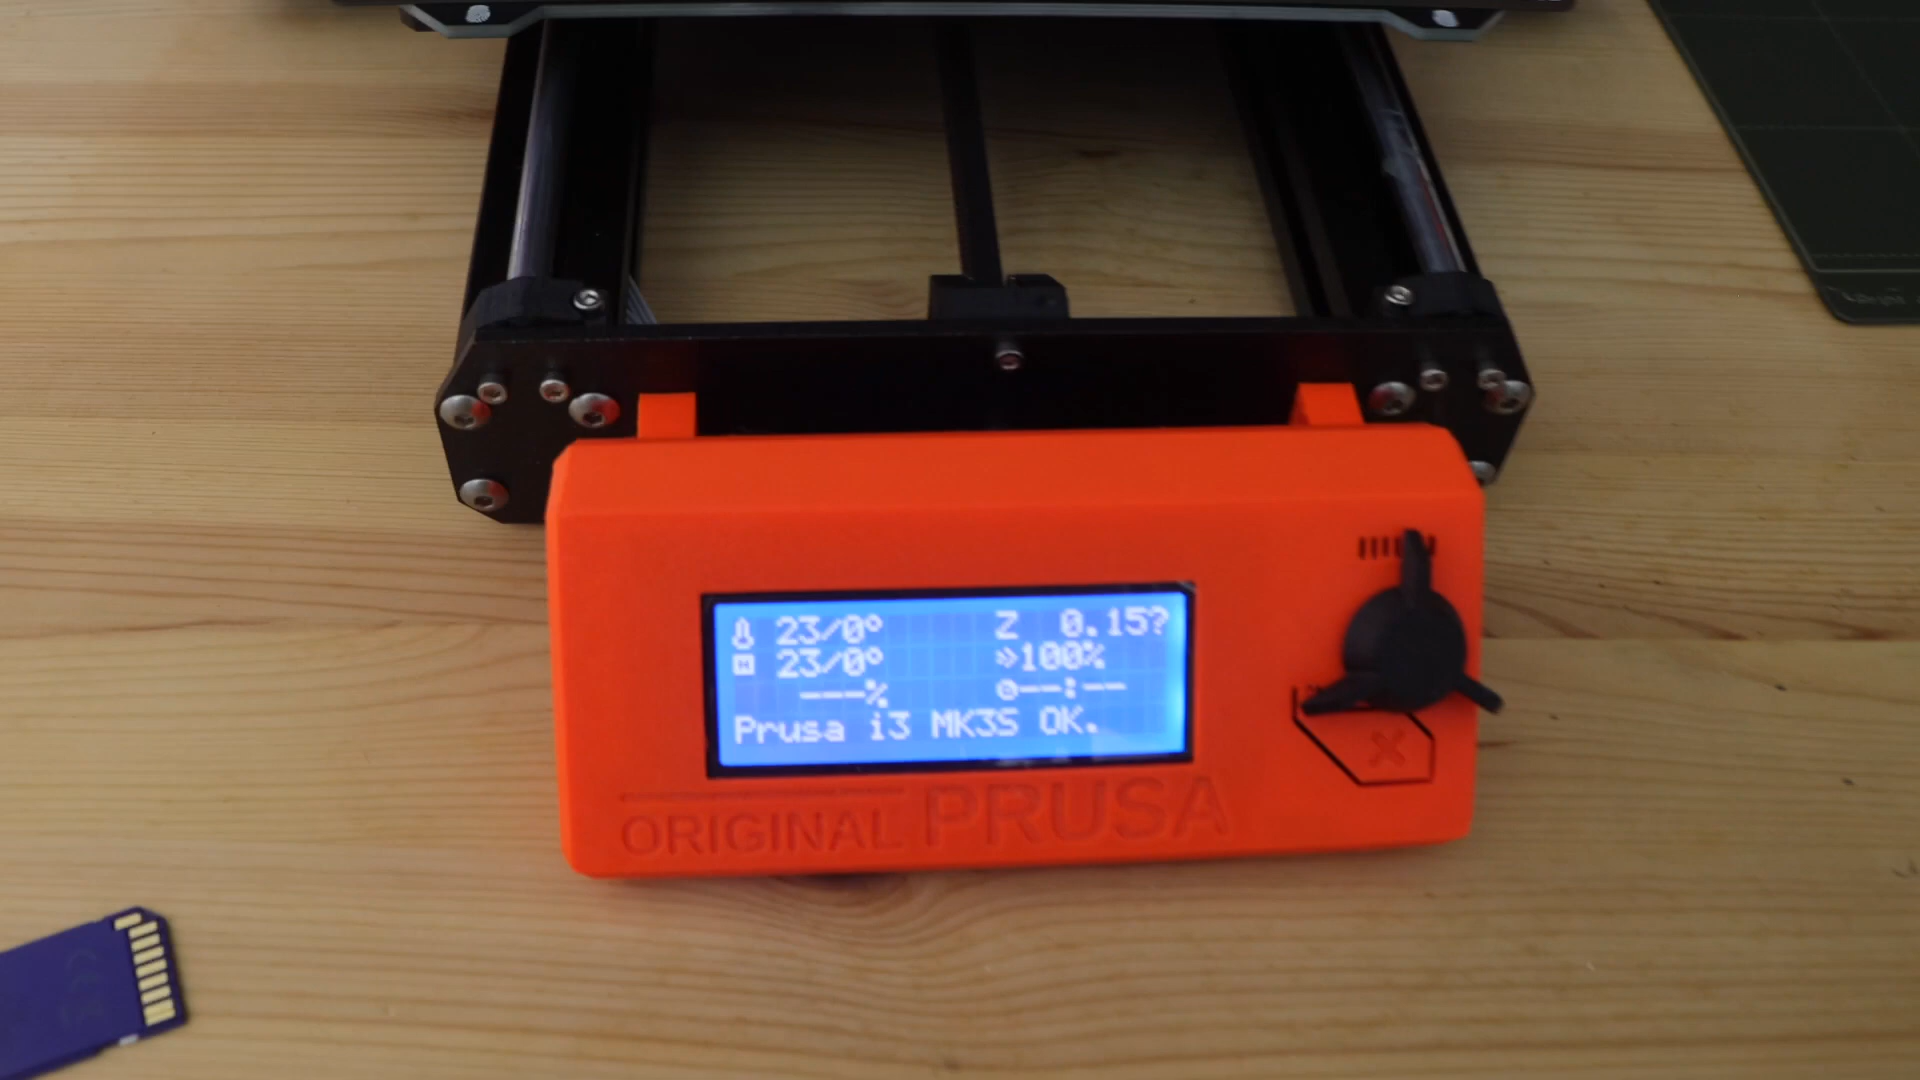 23/0° Z 0.15?
23/0° 100%
---% --:--
Prusa i3 MK3S OK.
ORIGINAL PRUSA